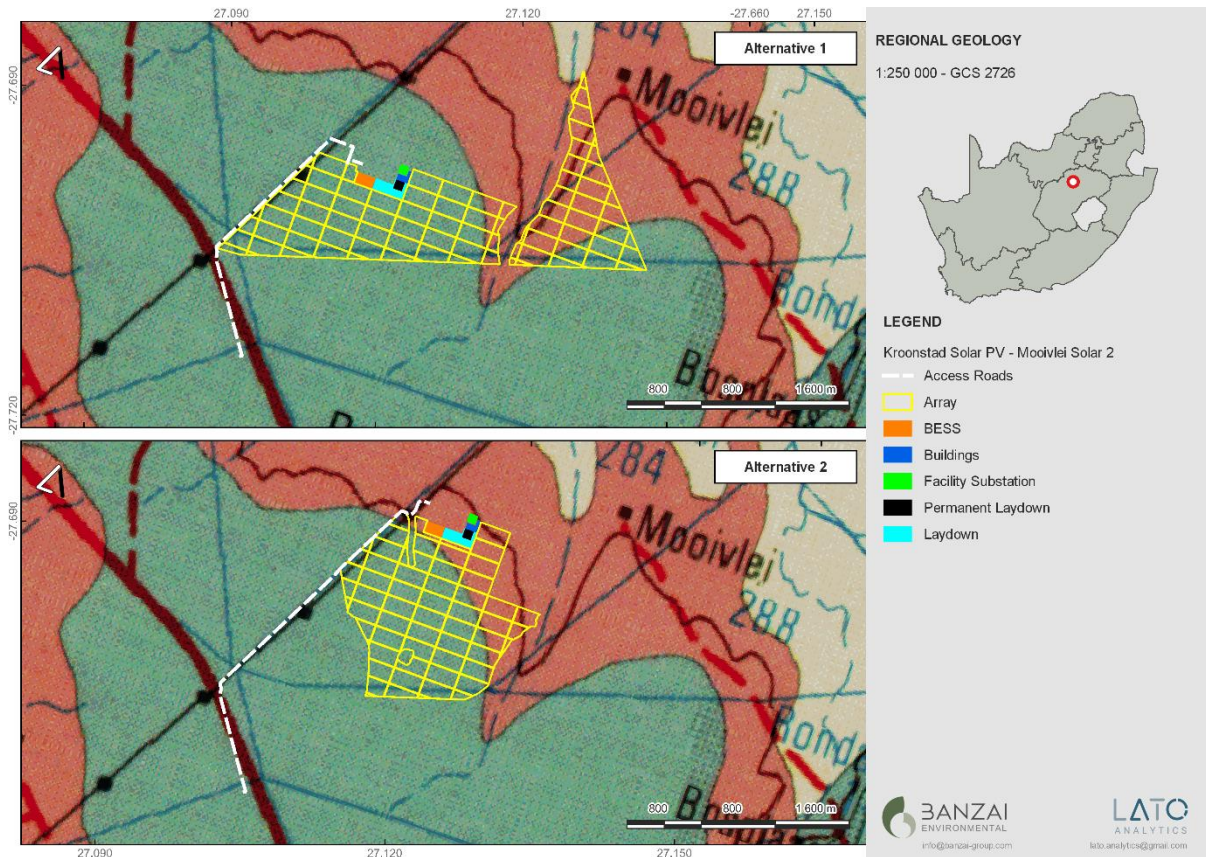 27.090
27.120
-27.660
27.150
Alternative 1
-27.690
284
Mooivlei
288
-27.720
800
800
1 600 m
Alternative 2
-27.690
284
Mooivlei
288
800
800
1 600 m
27.090
27.120
27.150
REGIONAL GEOLOGY
1:250 000 - GCS 2726
LEGEND
Kroonstad Solar PV - Mooivlei Solar 2
Access Roads
Array
BESS
Buildings
Facility Substation
Permanent Laydown
Laydown
BANZAI
ENVIRONMENTAL
info@banzai-group.com
LATO
ANALYTICS
lato.analytics@gmail.com